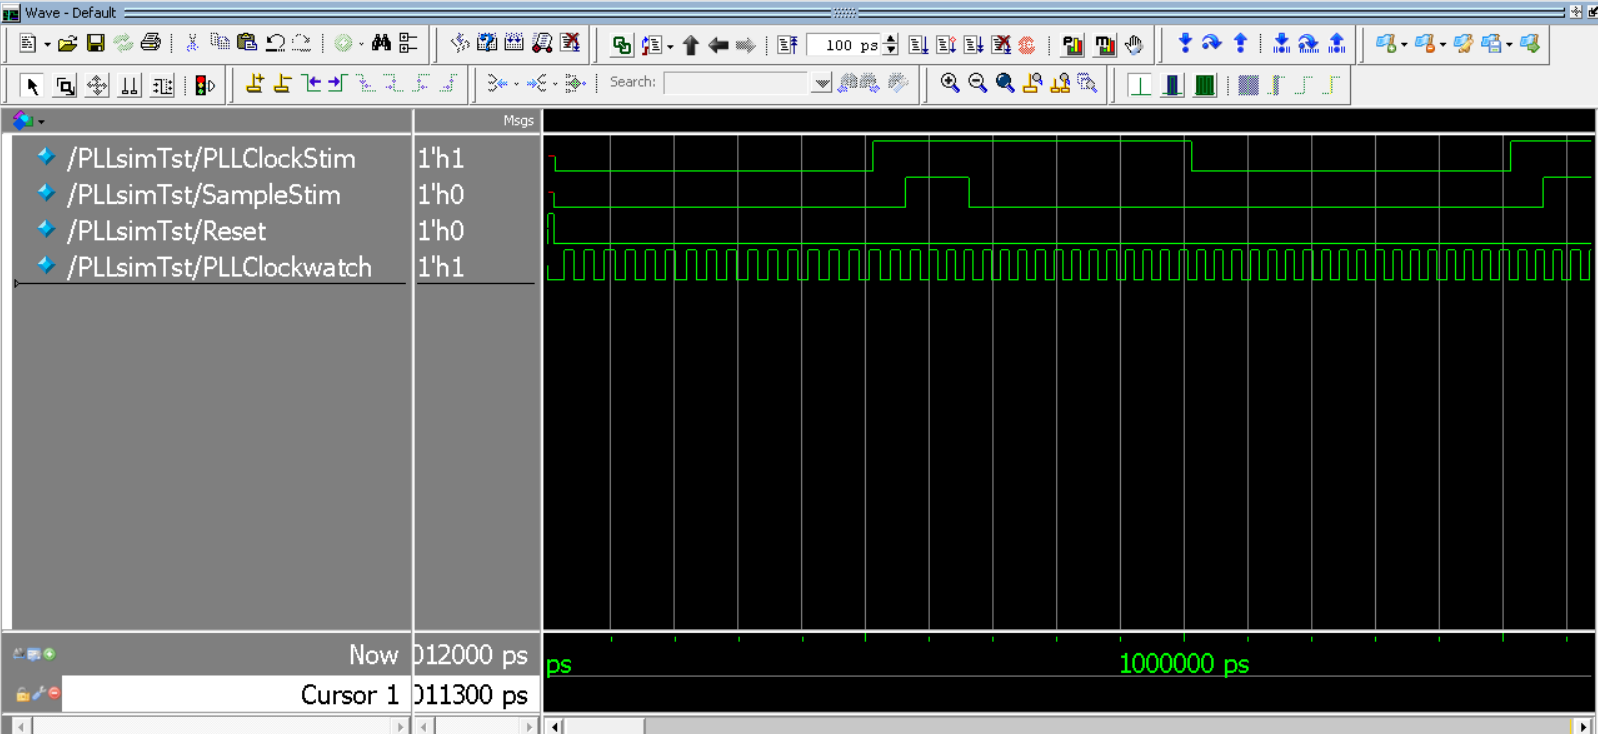 Wave - Default
100 ps
Search:
Msgs
/PLLsimTst/PLLClockStim 1'h1
/PLLsimTst/SampleStim 1'h0
/PLLsimTst/Reset 1'h0
/PLLsimTst/PLLClockwatch 1'h1
Now 012000 ps
ps 1000000 ps
Cursor 1 011300 ps